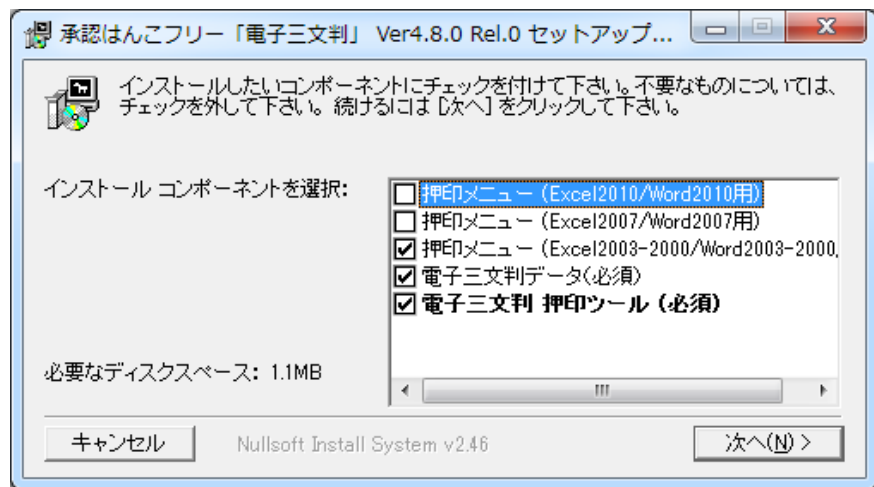 承認はんこフリー「電子三文判」 Ver4.8.0 Rel.0 セットアップ...
インストールしたいコンポーネントにチェックを付けて下さい。不要なものについては、
チェックを外して下さい。続けるには [次へ] をクリックして下さい。
インストール コンポーネントを選択:
押印メニュー (Excel2010/Word2010用)
押印メニュー (Excel2007/Word2007用)
押印メニュー (Excel2003-2000/Word2003-2000,
電子三文判データ(必須)
電子三文判 押印ツール (必須)
必要なディスクスペース: 1.1MB
キャンセル
Nullsoft Install System v2.46
次へ(N) >